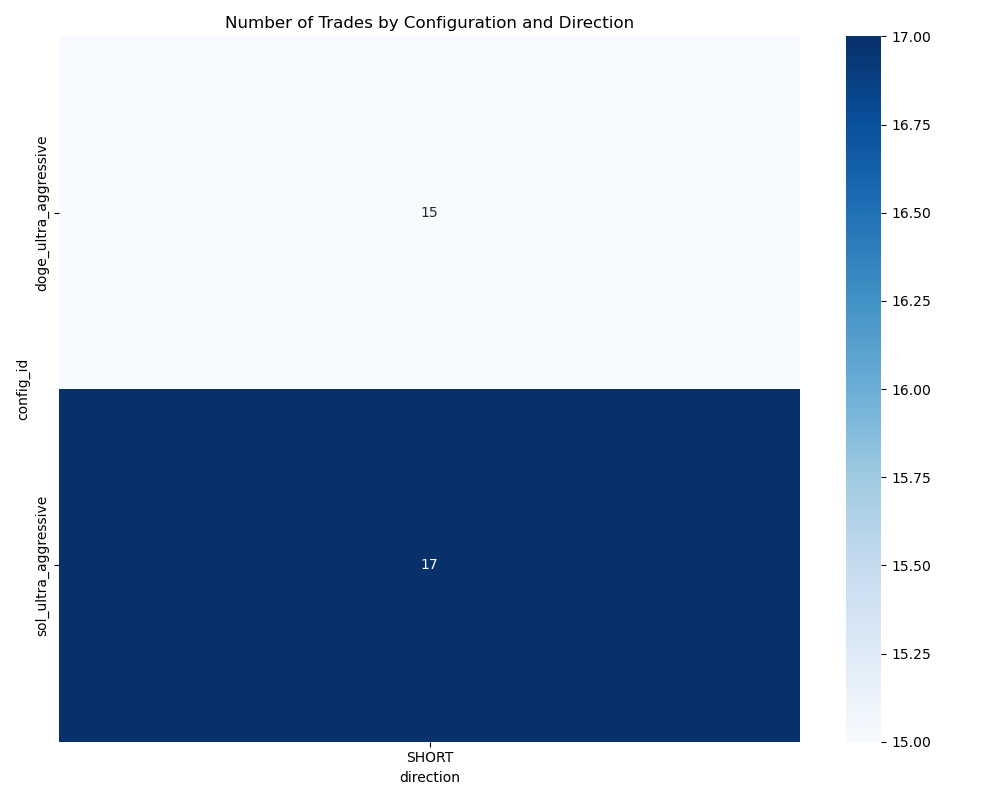 Number of Trades by Configuration and Direction
config_id
doge_ultra_aggressive
sol_ultra_aggressive
15
17
SHORT
direction
17.00
16.75
16.50
16.25
16.00
15.75
15.50
15.25
15.00